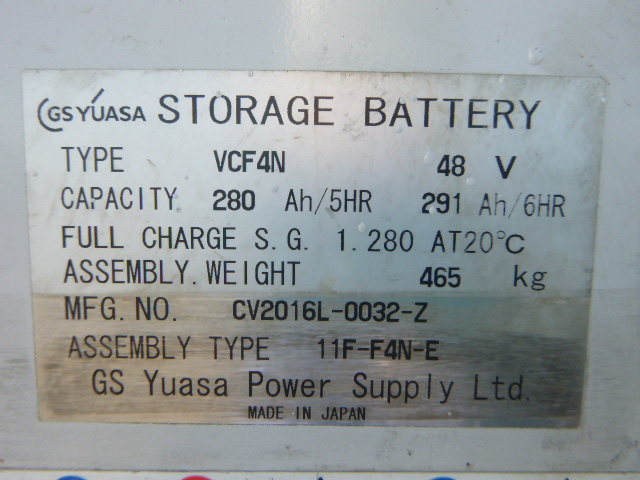 GS YUASA STORAGE BATTERY
TYPE VCF4N 48 V
CAPACITY 280 Ah/5HR 291 Ah/6HR
FULL CHARGE S.G. 1.280 AT20°C
ASSEMBLY.WEIGHT 465 kg
MFG.NO. CV2016L-0032-Z
ASSEMBLY TYPE 11F-F4N-E
GS Yuasa Power Supply Ltd.
MADE IN JAPAN